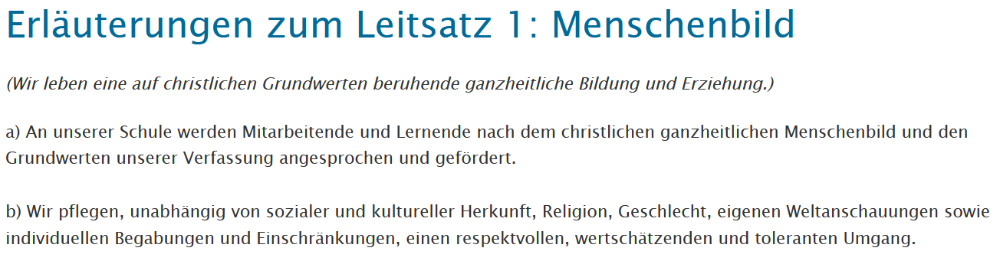 Erläuterungen zum Leitsatz 1: Menschenbild
(Wir leben eine auf christlichen Grundwerten beruhende ganzheitliche Bildung und Erziehung.)
a) An unserer Schule werden Mitarbeitende und Lernende nach dem christlichen ganzheitlichen Menschenbild und den
Grundwerten unserer Verfassung angesprochen und gefördert.
b) Wir pflegen, unabhängig von sozialer und kultureller Herkunft, Religion, Geschlecht, eigenen Weltanschauungen sowie
individuellen Begabungen und Einschränkungen, einen respektvollen, wertschätzenden und toleranten Umgang.